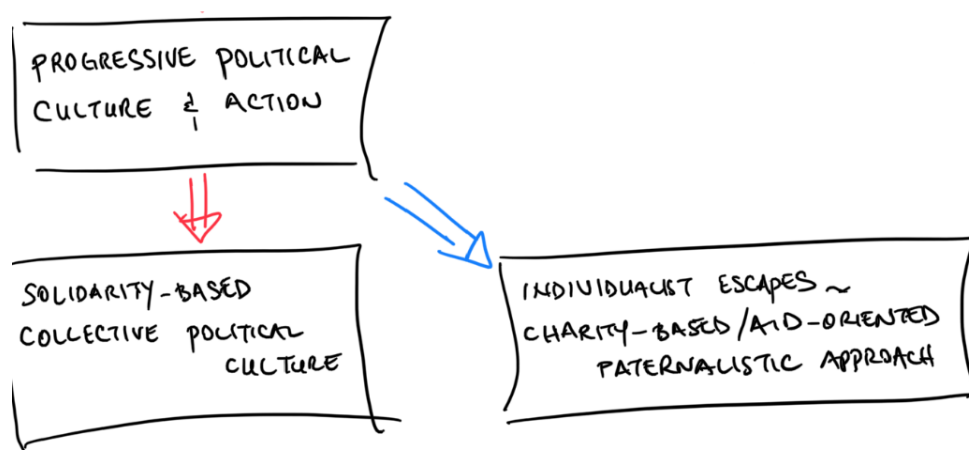 PROGRESSIVE POLITICAL
CULTURE & ACTION
SOLIDARITY-BASED
COLLECTIVE POLITICAL
CULTURE
INDIVIDUALIST ESCAPES ~
CHARITY-BASED/AID-ORIENTED
PATERNALISTIC APPROACH